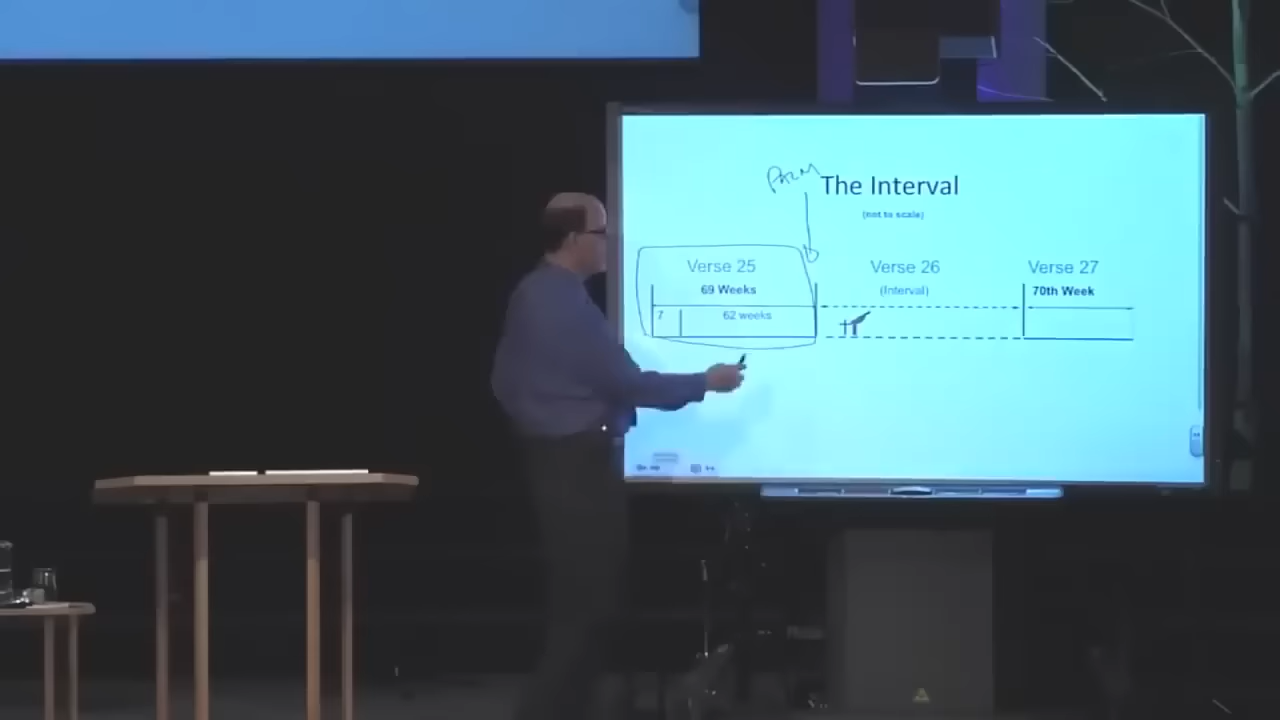 Palm
The Interval
(not to scale)
Verse 25
Verse 26
Verse 27
69 Weeks
(Interval)
70th Week
7
62 weeks